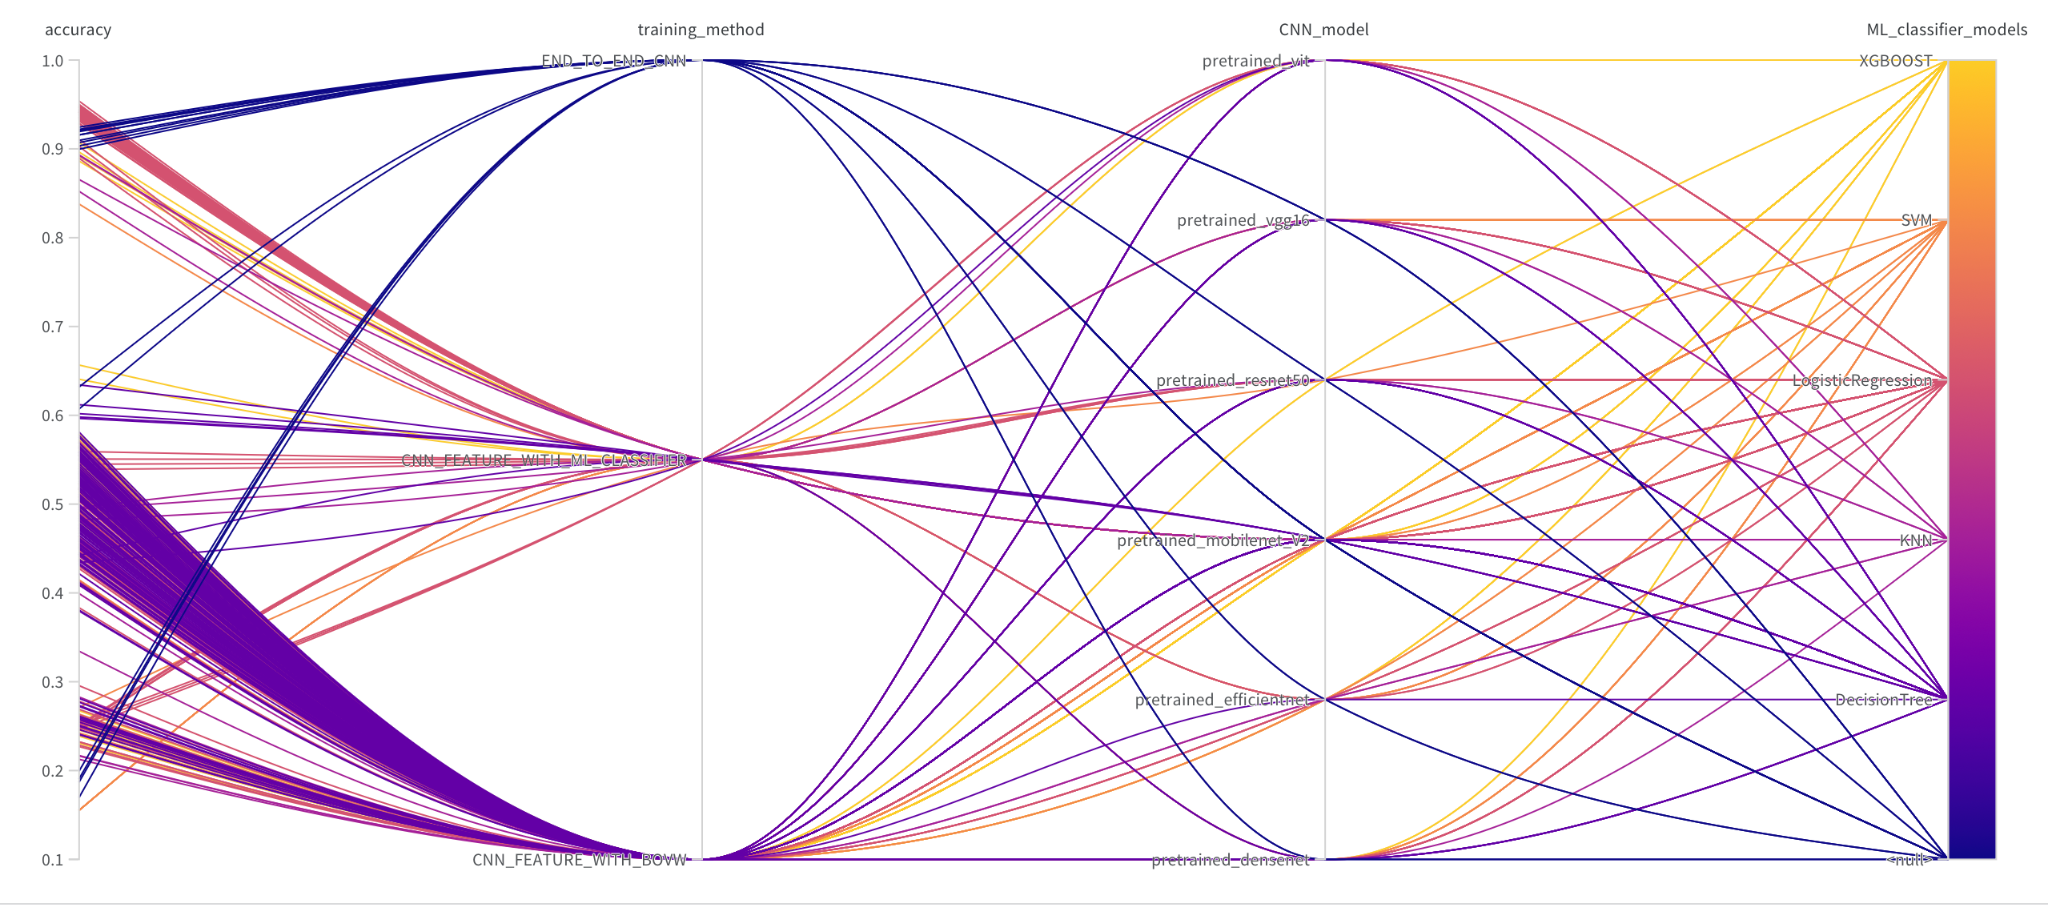 accuracy
training_method
CNN_model
ML_classifier_models
1.0
0.9
0.8
0.7
0.6
0.5
0.4
0.3
0.2
0.1
END_TO_END_CNN
CNN_FEATURE_WITH_ML_CLASSIFIER
CNN_FEATURE_WITH_BOVW
pretrained_vit
pretrained_vgg16
pretrained_resnet50
pretrained_mobilenet_V2
pretrained_efficientnet
pretrained_densenet
XGBOOST
SVM
LogisticRegression
KNN
DecisionTree
<null>